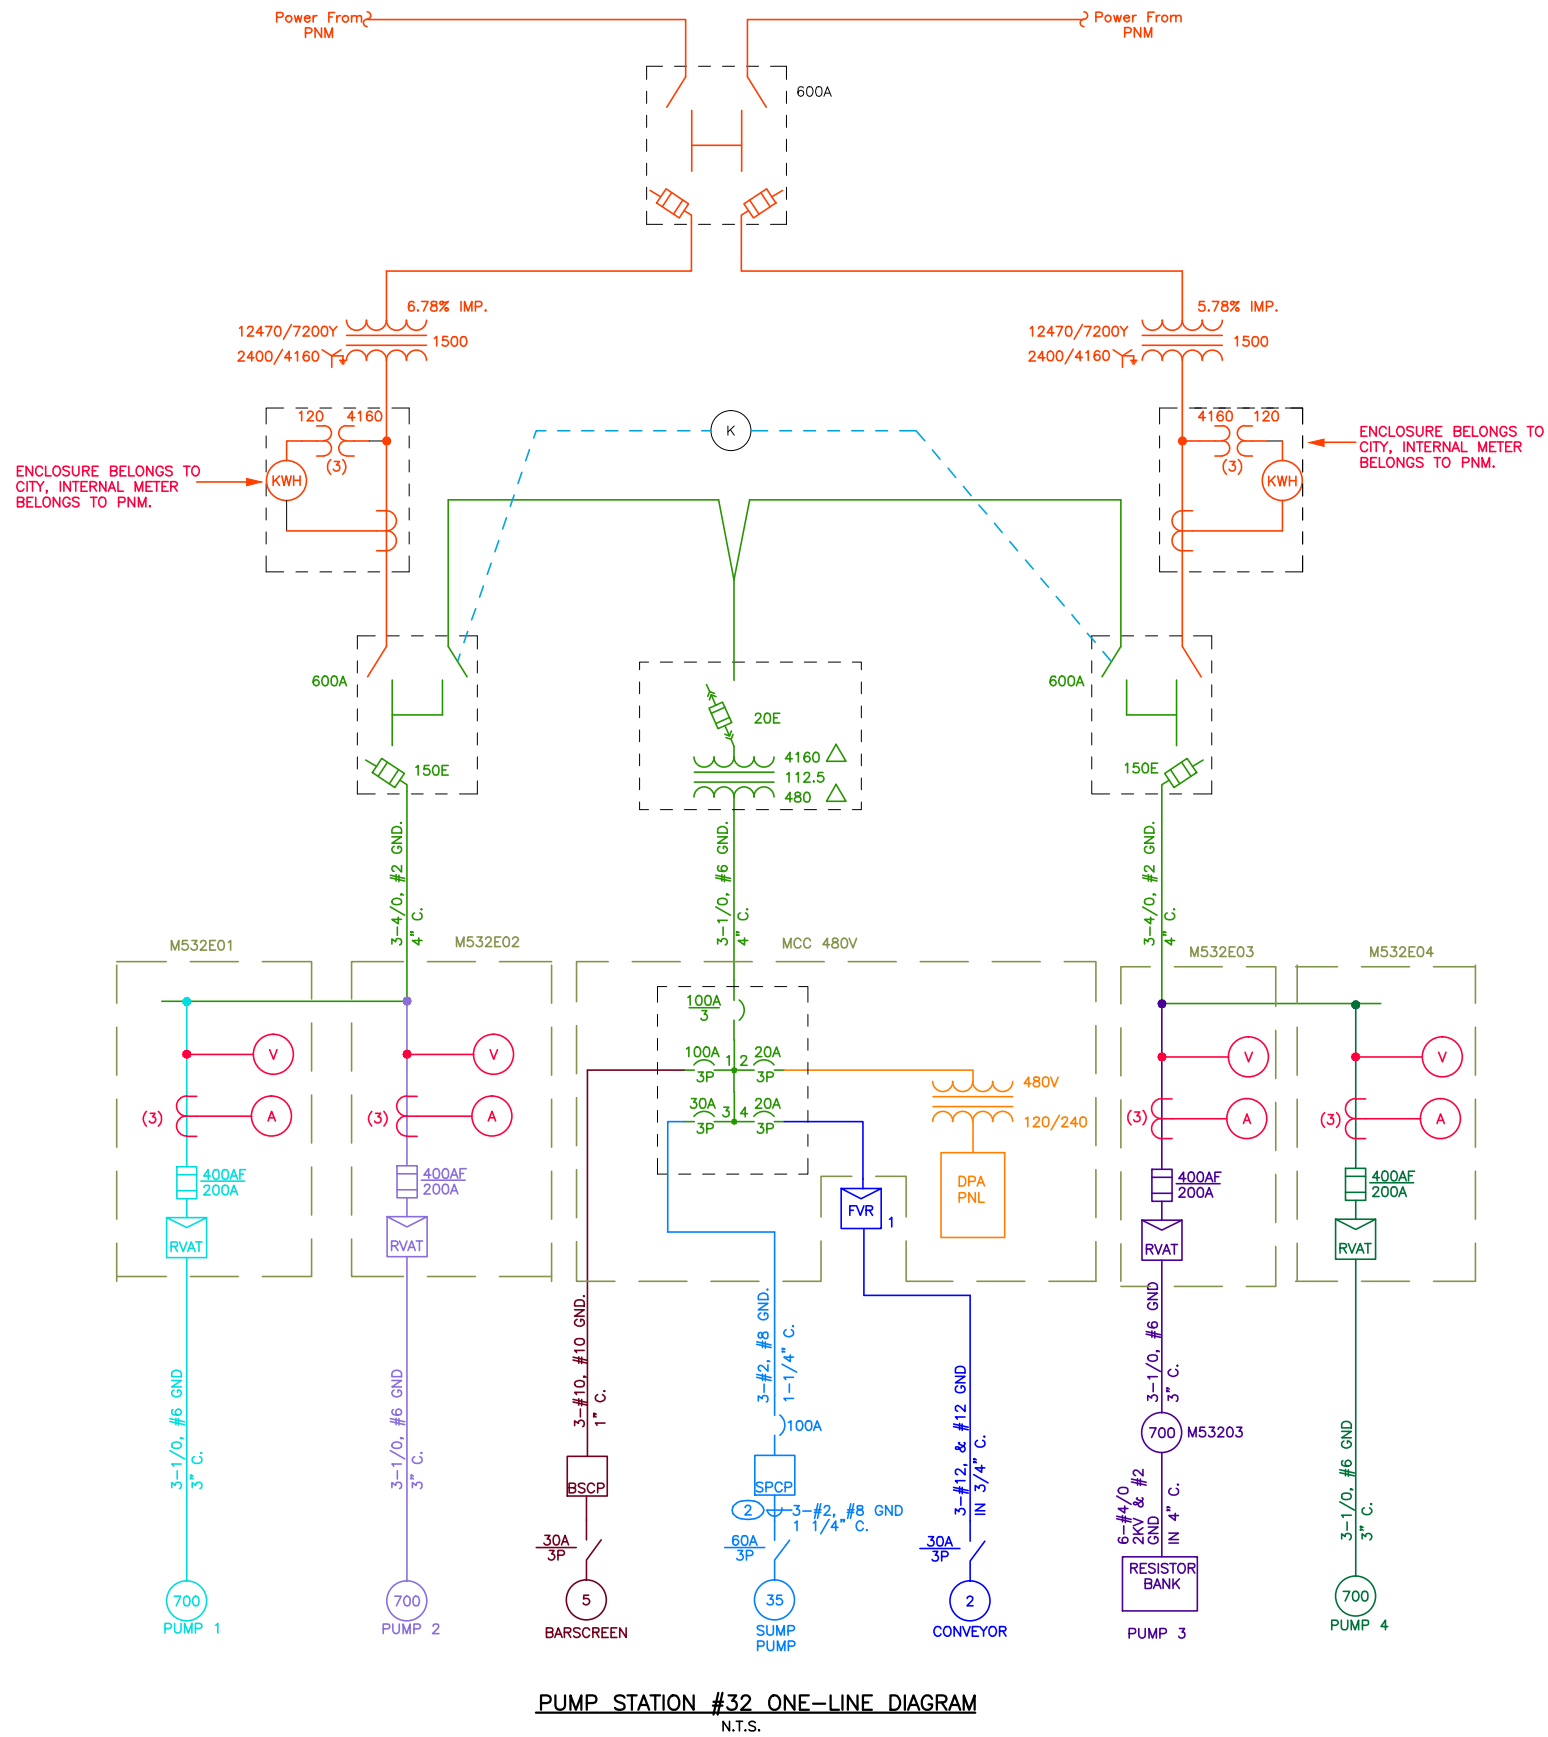 Power From
PNM
Power From
PNM
600A
6.78% IMP.
12470/7200Y
1500
2400/4160
5.78% IMP.
12470/7200Y
1500
2400/4160
120 4160
(3)
KWH
ENCLOSURE BELONGS TO
CITY, INTERNAL METER
BELONGS TO PNM.
K
4160 120
(3)
KWH
ENCLOSURE BELONGS TO
CITY, INTERNAL METER
BELONGS TO PNM.
600A
150E
20E
4160
112.5
480
600A
150E
3-4/0, #2 GND.
4" C.
3-1/0, #6 GND.
4" C.
3-4/0, #2 GND.
4" C.
M532E01
M532E02
MCC 480V
M532E03
M532E04
V
V
V
V
(3)
A
(3)
A
(3)
A
(3)
A
100A
3
100A
3P
1 2
20A
3P
30A
3P
3 4
20A
3P
480V
120/240
DPA
PNL
FVR
1
400AF
200A
RVAT
400AF
200A
RVAT
400AF
200A
RVAT
400AF
200A
RVAT
3-1/0, #6 GND
3" C.
3-1/0, #6 GND
3" C.
3-#10, #10 GND.
1" C.
3-#2, #8 GND.
1-1/4" C.
3-#12, & #12 GND
IN 3/4" C.
3-1/0, #6 GND
3" C.
3-1/0, #6 GND
3" C.
100A
700
M53203
BSCP
SPCP
2
3-#2, #8 GND
1 1/4" C.
6-#4/0
2KV & #2
GND
IN 4" C.
30A
3P
60A
3P
30A
3P
RESISTOR
BANK
700
PUMP 1
700
PUMP 2
5
BARSCREEN
35
SUMP
PUMP
2
CONVEYOR
PUMP 3
700
PUMP 4
PUMP STATION #32 ONE-LINE DIAGRAM
N.T.S.